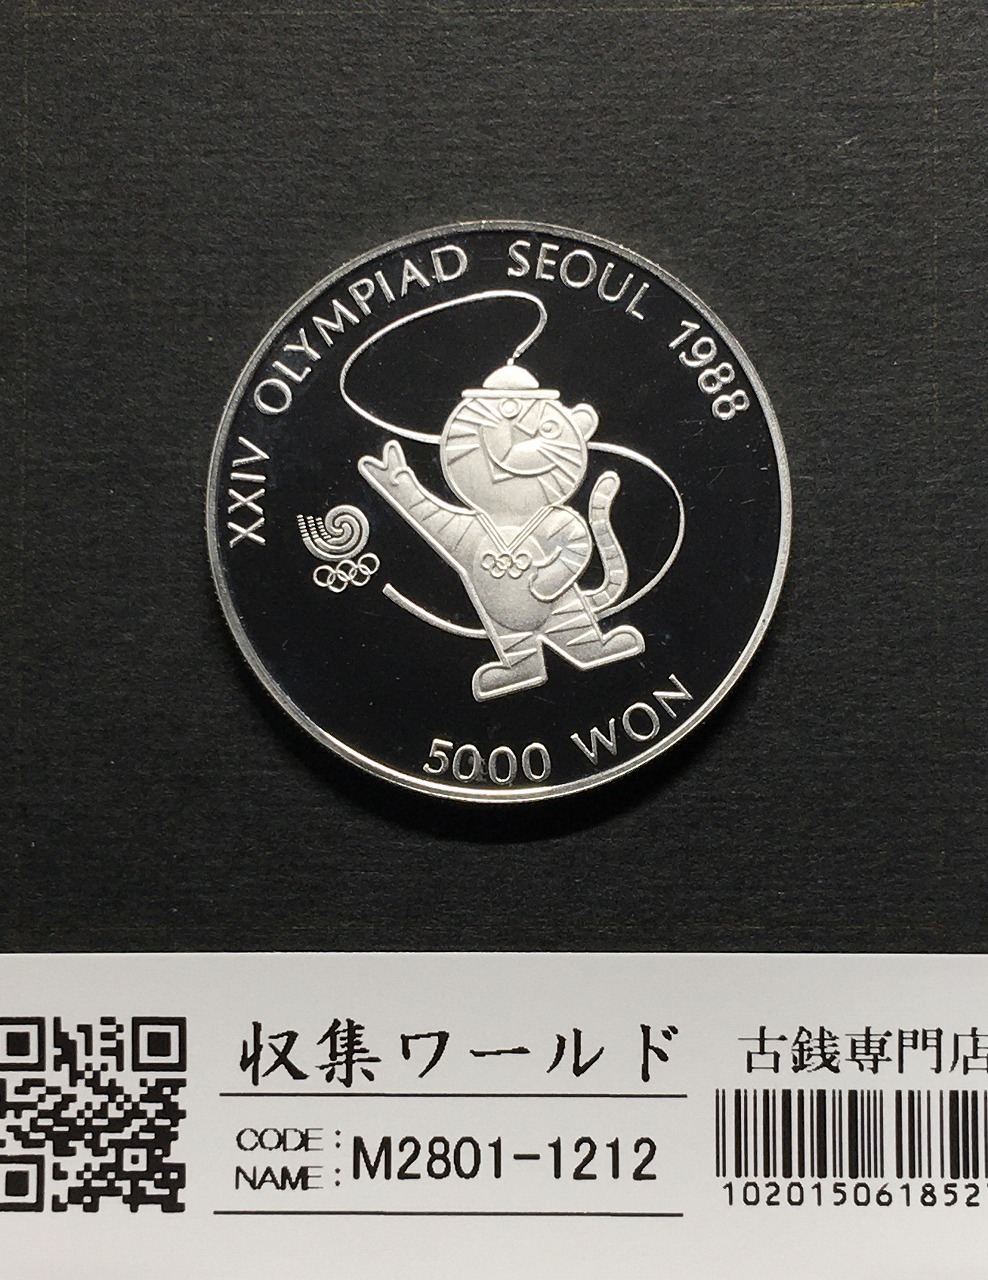 XXIV OLYMPIAD SEOUL 1988
5000 WON
収集ワールド
古銭専門店
CODE:
NAME:
M2801-1212
102015061852